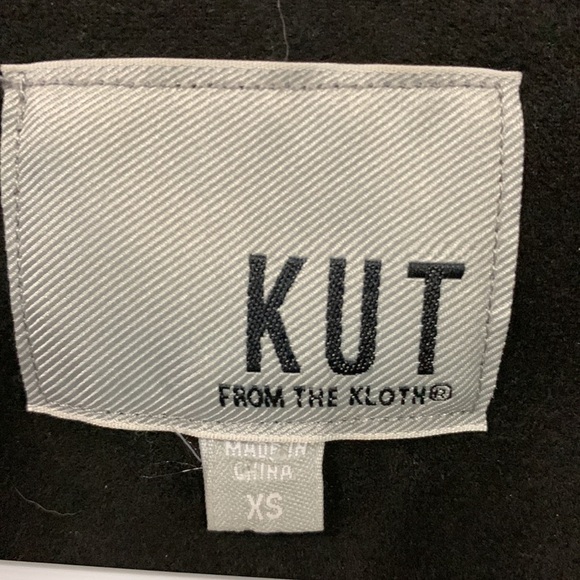 KUT
FROM THE KLOTH®
MADE IN
CHINA
XS